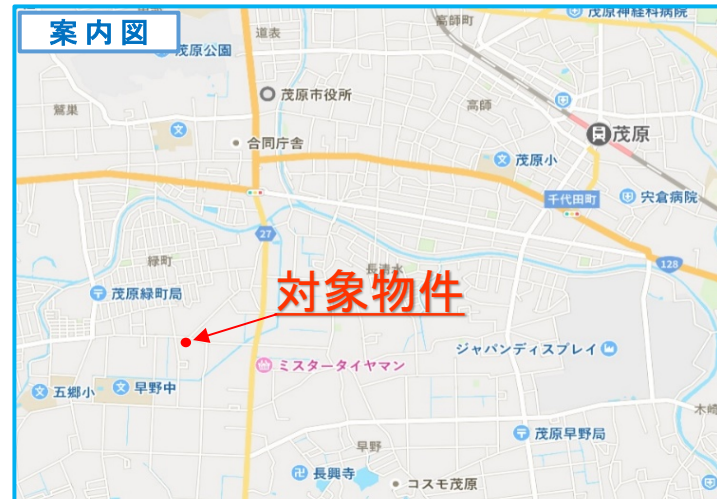 案内図
道表
高師町
茂原神経科病院
茂原公園
茂原市役所
鷲巣
高師
合同庁舎
茂原
茂原小
千代田町
宍倉病院
27
緑町
長清水
128
茂原緑町局
対象物件
ジャパンディスプレイ
ミスタータイヤマン
五郷小
早野中
木崎
茂原早野局
早野
長興寺
コスモ茂原